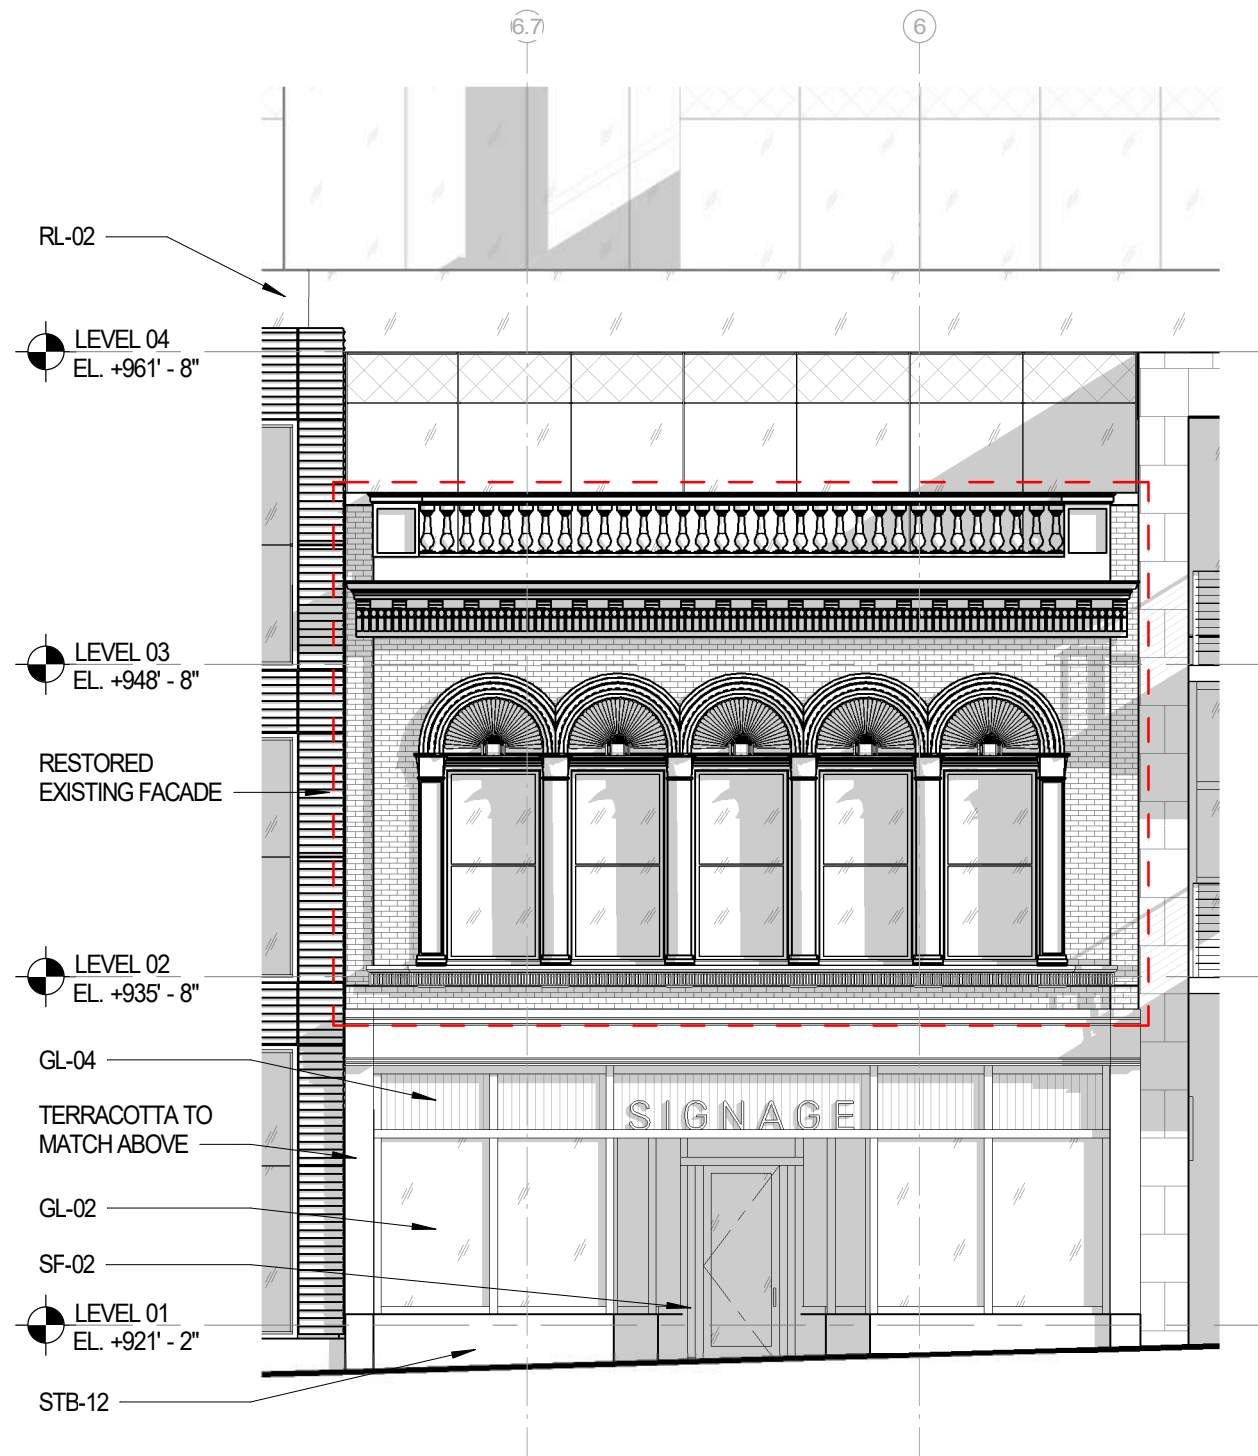 6.7
6
RL-02
LEVEL 04
EL. +961' - 8"
LEVEL 03
EL. +948' - 8"
RESTORED
EXISTING FACADE
LEVEL 02
EL. +935' - 8"
GL-04
TERRACOTTA TO
MATCH ABOVE
SIGNAGE
GL-02
SF-02
LEVEL 01
EL. +921' - 2"
STB-12